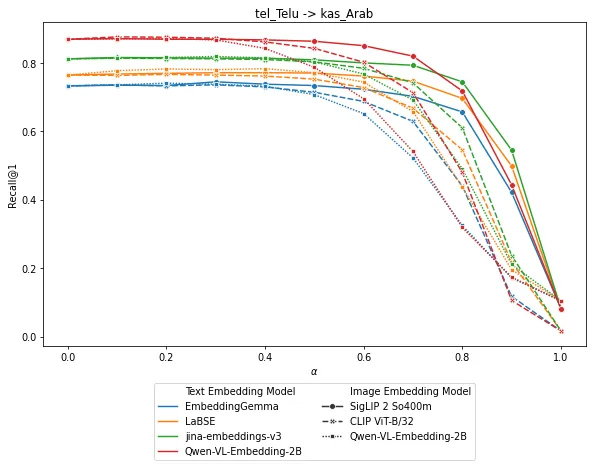 tel_Telu -> kas_Arab
Recall@1
0.8
0.6
0.4
0.2
0.0
0.0 0.2 0.4 0.6 0.8 1.0
α
Text Embedding Model
EmbeddingGemma
LaBSE
jina-embeddings-v3
Qwen-VL-Embedding-2B
Image Embedding Model
SigLIP 2 So400m
CLIP ViT-B/32
Qwen-VL-Embedding-2B